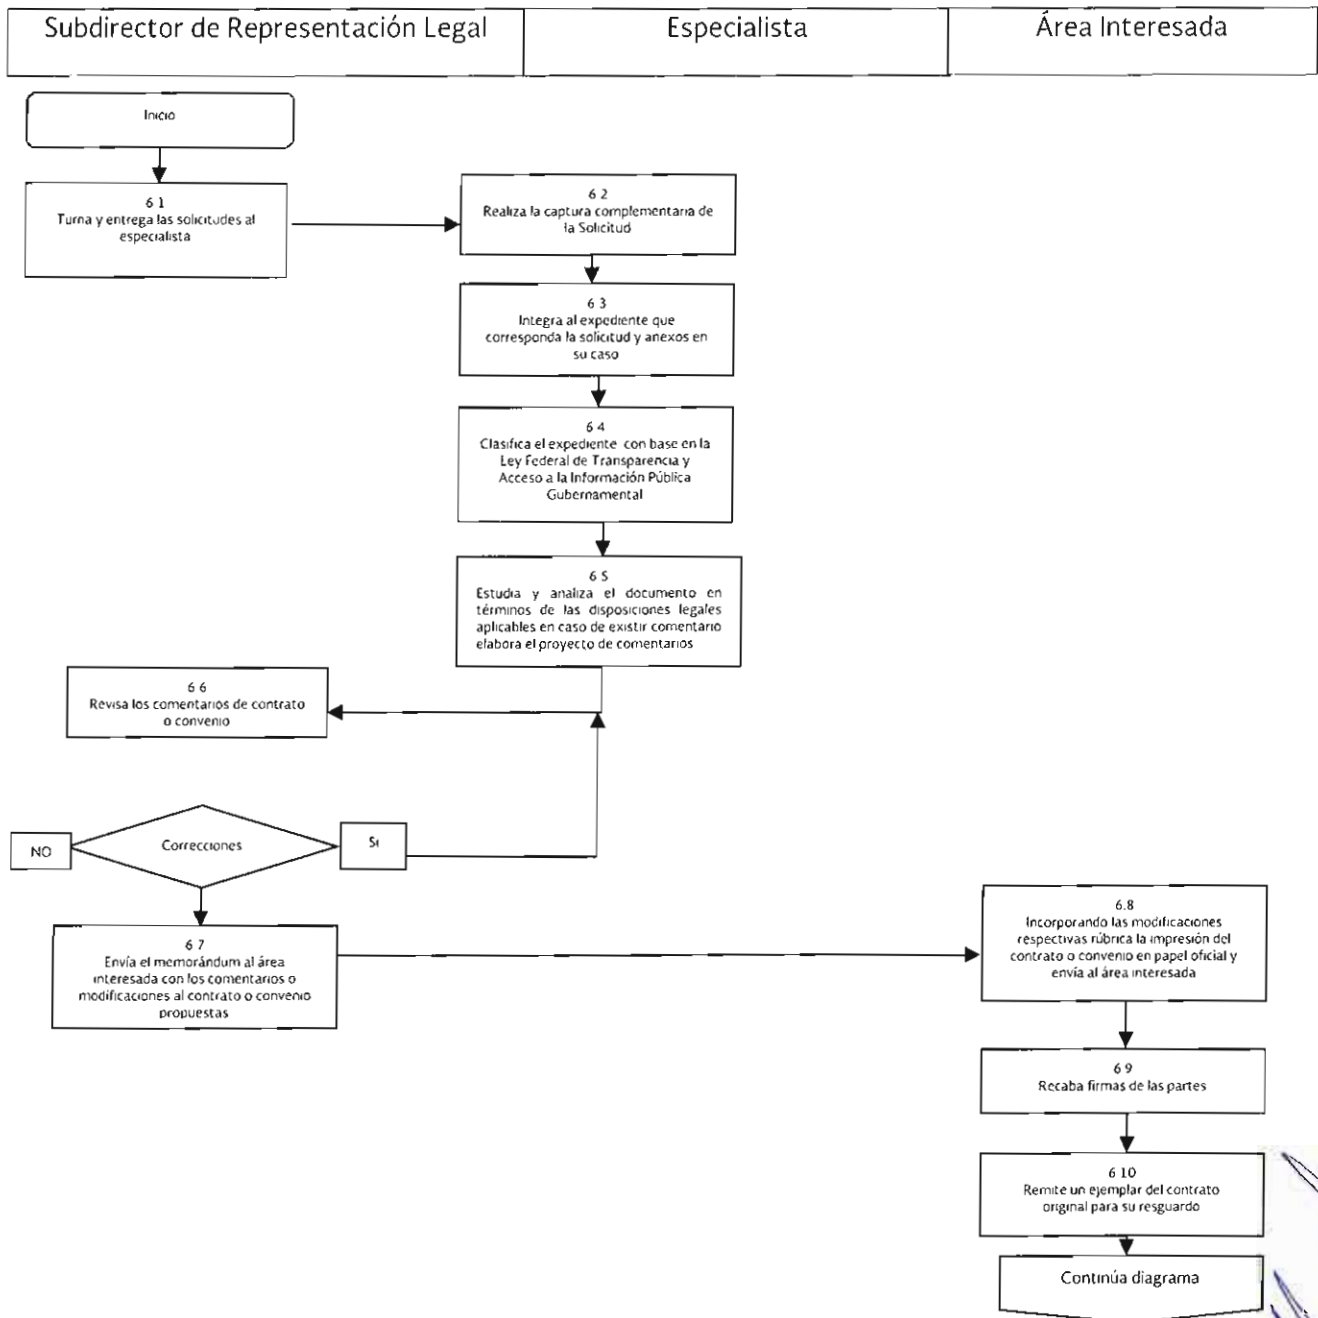 Subdirector de Representación Legal
Especialista
Área Interesada
Inicio
6 1
Turna y entrega las solicitudes al
especialista
6 2
Realiza la captura complementaria de
la Solicitud
6 3
Integra al expediente que
corresponda la solicitud y anexos en
su caso
6 4
Clasifica el expediente con base en la
Ley Federal de Transparencia y
Acceso a la Información Pública
Gubernamental
6 5
Estudia y analiza el documento en
términos de las disposiciones legales
aplicables en caso de existir comentario
elabora el proyecto de comentarios
6 6
Revisa los comentarios de contrato
o convenio
NO
Correcciones
Si
6 7
Envía el memorándum al área
interesada con los comentarios o
modificaciones al contrato o convenio
propuestas
6.8
Incorporando las modificaciones
respectivas rúbrica la impresión del
contrato o convenio en papel oficial y
envía al área interesada
6 9
Recaba firmas de las partes
6 10
Remite un ejemplar del contrato
original para su resguardo
Continúa diagrama